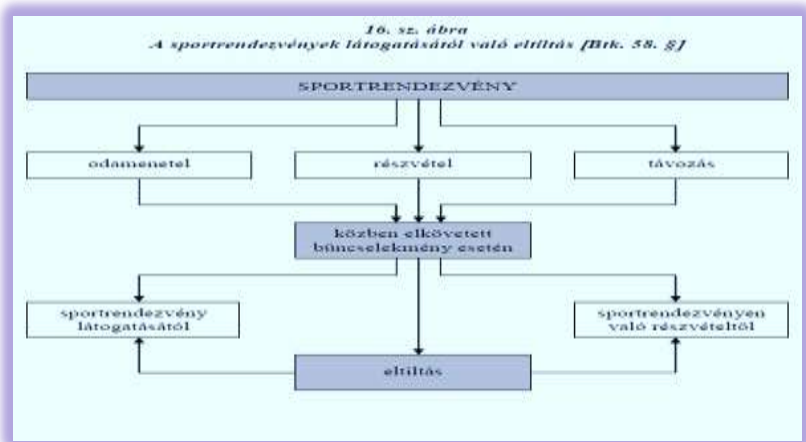 16. sz. ábra
A sportrendezvények látogatásától való eltiltás [Btk. 58. §]
SPORTRENDEZVÉNY
odamenetel
részvétel
távozás
közben elkövetett
bűncselekmény esetén
sportrendezvény
látogatásától
sportrendezvényen
való részvételtől
eltiltás